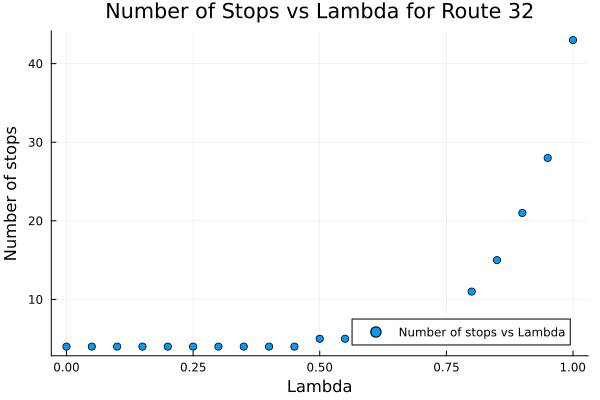 Number of Stops vs Lambda for Route 32
Number of stops
40
30
20
10
Number of stops vs Lambda
0.00 0.25 0.50 0.75 1.00
Lambda